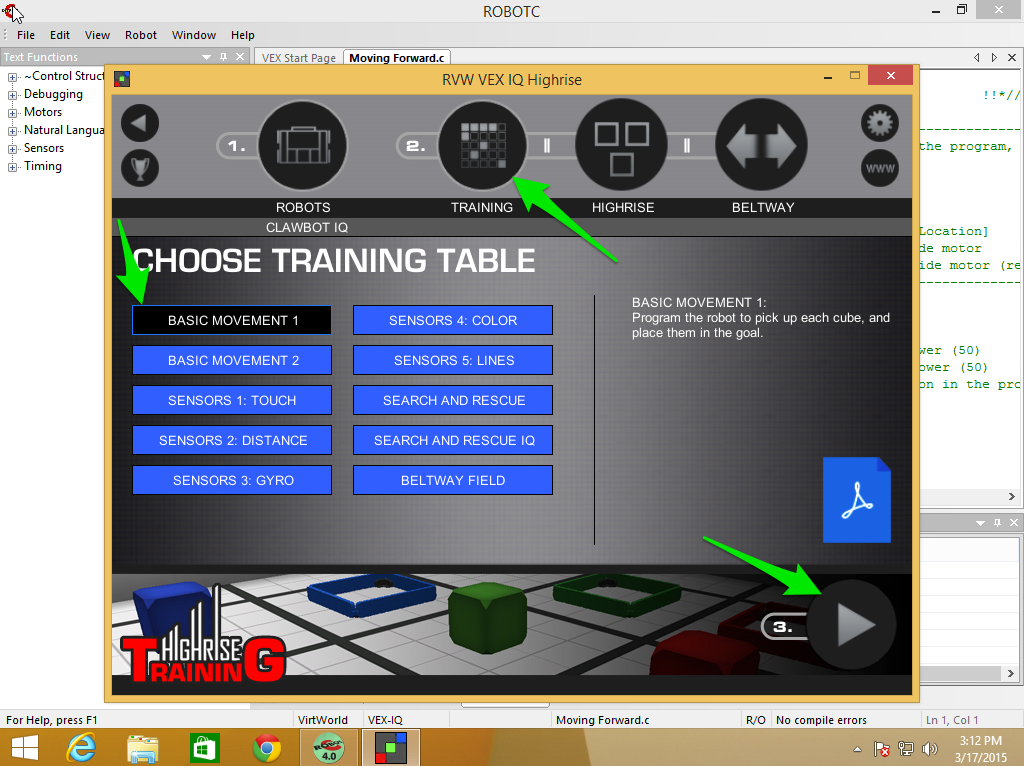 ROBOTC
File Edit View Robot Window Help
Text Functions
VEX Start Page Moving Forward.c
~Control Struct
Debugging
Motors
Natural Langua
Sensors
Timing
RVW VEX IQ Highrise
!!*//
the program,
Location]
de motor
ide motor (re
wer (50)
ower (50)
on in the pro
1. 2.
WWW
ROBOTS TRAINING HIGHRISE BELTWAY
CLAWBOT IQ
CHOOSE TRAINING TABLE
BASIC MOVEMENT 1
BASIC MOVEMENT 2
SENSORS 1: TOUCH
SENSORS 2: DISTANCE
SENSORS 3: GYRO
SENSORS 4: COLOR
SENSORS 5: LINES
SEARCH AND RESCUE
SEARCH AND RESCUE IQ
BELTWAY FIELD
BASIC MOVEMENT 1:
Program the robot to pick up each cube, and
place them in the goal.
3.
HIGHRISE
TRAINING
For Help, press F1 VirtWorld VEX-IQ Moving Forward.c R/O No compile errors Ln 1, Col 1
4.0
3:12 PM
3/17/2015